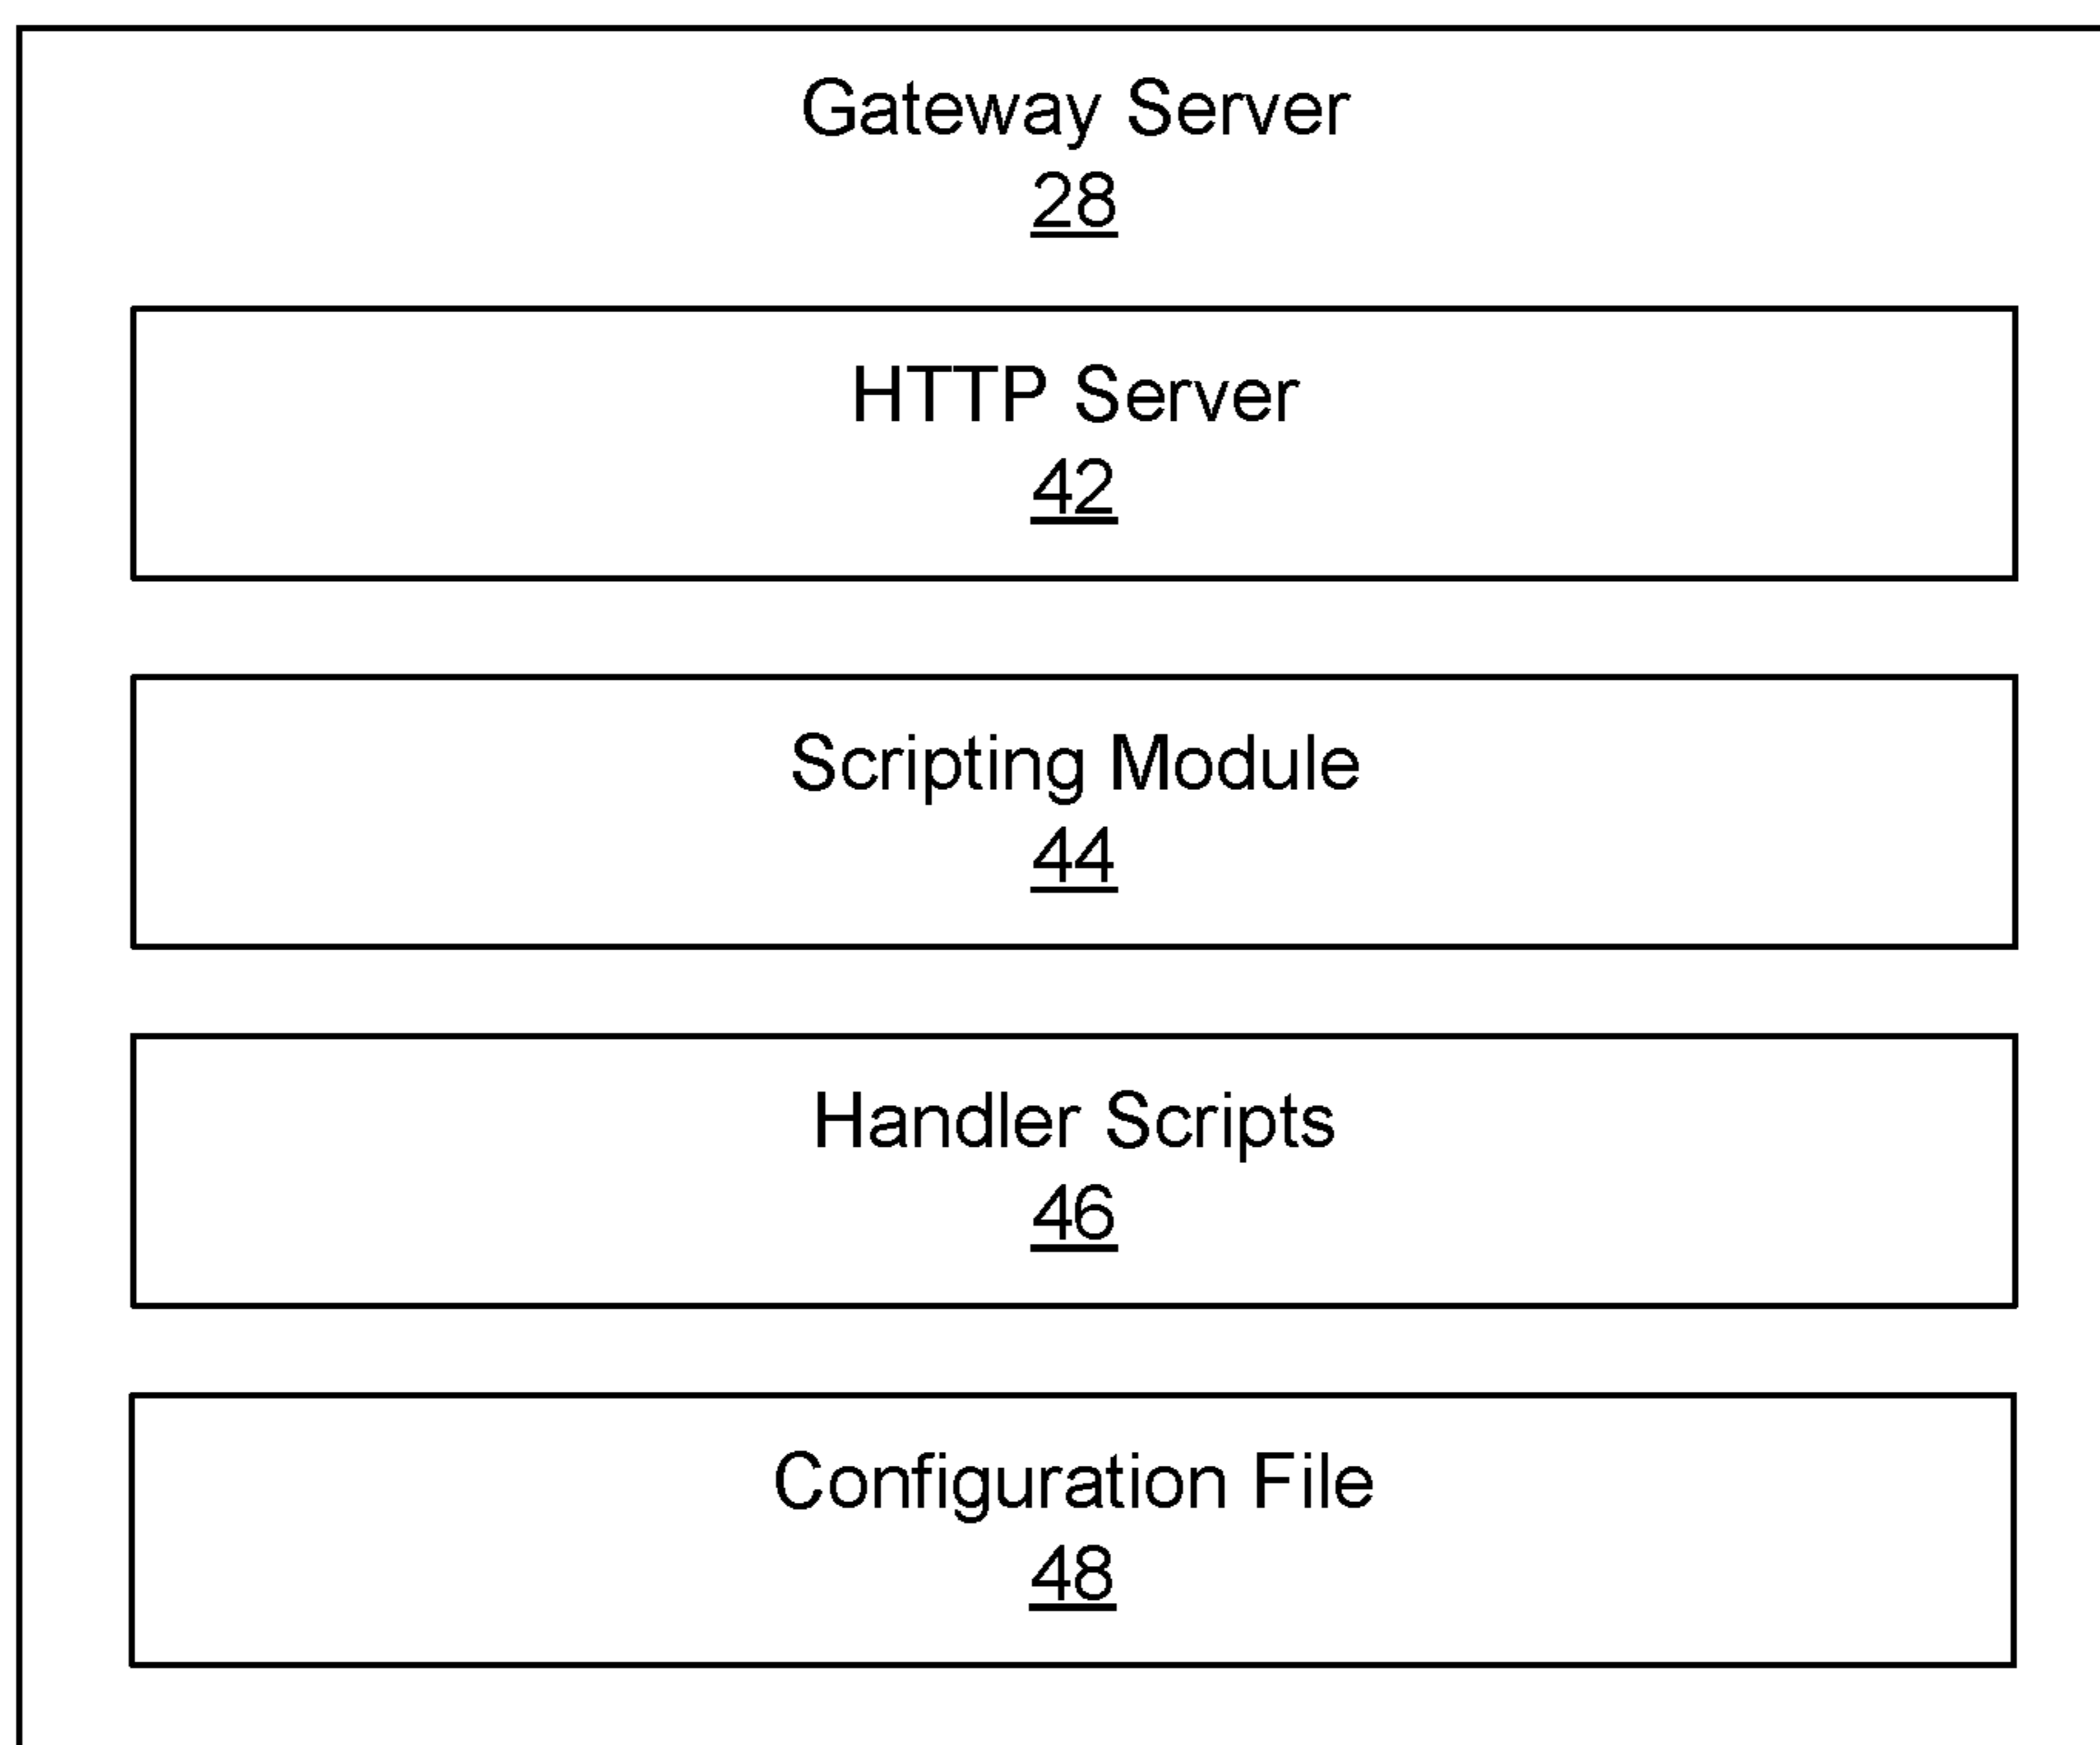 Gateway Server
28
HTTP Server
42
Scripting Module
44
Handler Scripts
46
Configuration File
48